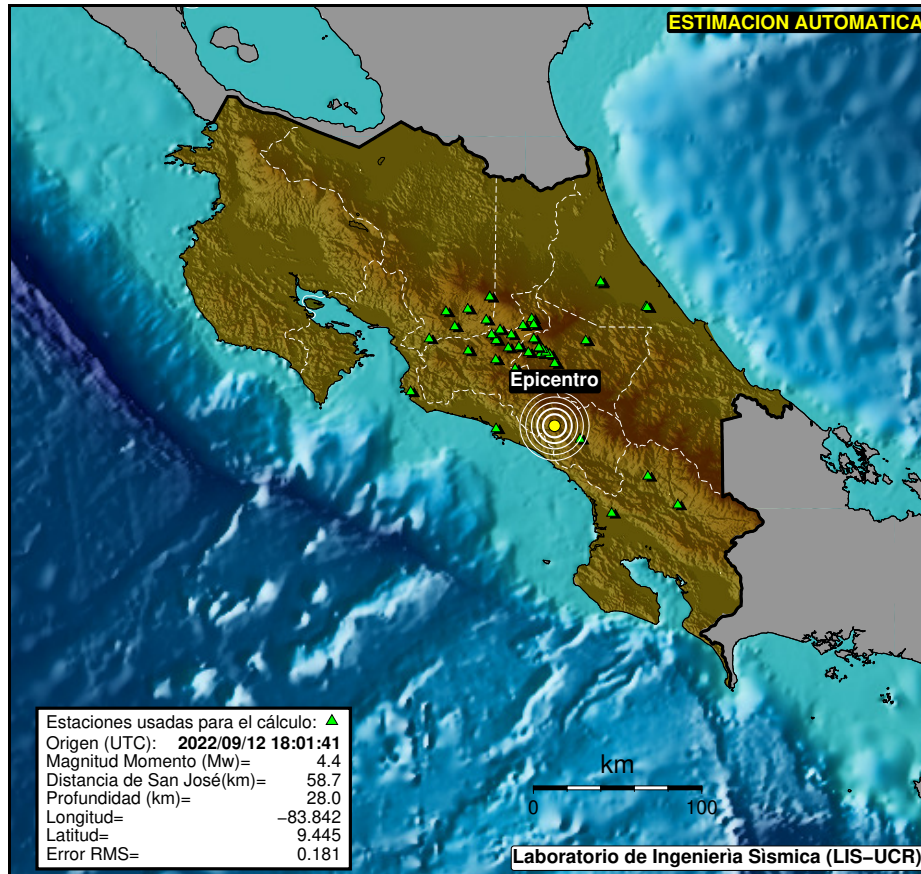 ESTIMACION AUTOMATICA
Epicentro
Estaciones usadas para el cálculo:
Origen (UTC): 2022/09/12 18:01:41
Magnitud Momento (Mw)= 4.4
Distancia de San José(km)= 58.7
Profundidad (km)= 28.0
Longitud= −83.842
Latitud= 9.445
Error RMS= 0.181
km
0 100
Laboratorio de Ingenierìa Sìsmica (LIS−UCR)